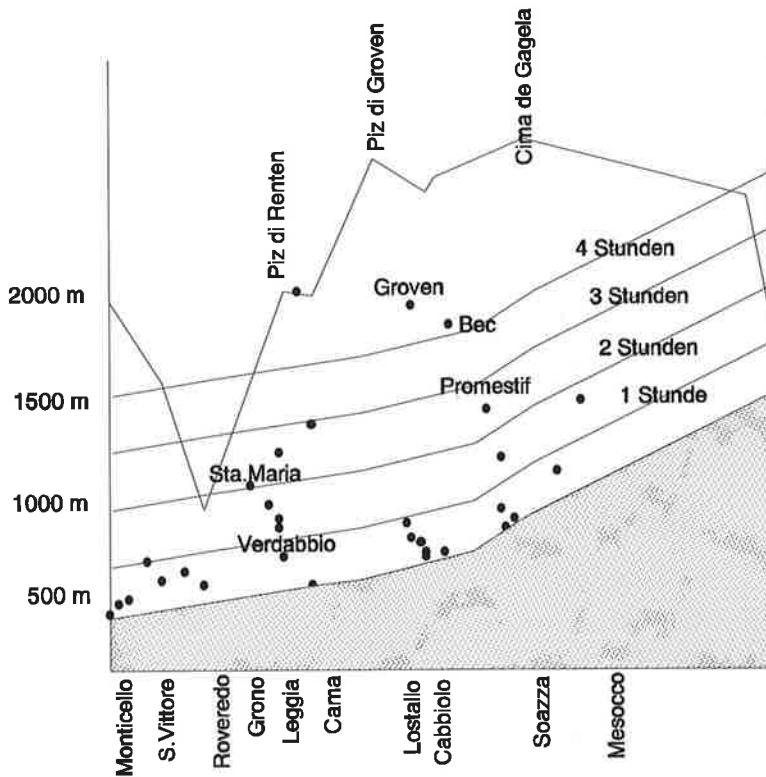 Piz di Renten
Piz di Groven
Cima de Gagela
4 Stunden
2000 m
Groven
3 Stunden
Bec
2 Stunden
1500 m
Promestif
1 Stunde
Sta.Maria
1000 m
Verdabbio
500 m
Monticello
S.Vittore
Roveredo
Grono
Leggia
Cama
Lostallo
Cabbiolo
Soazza
Mesocco